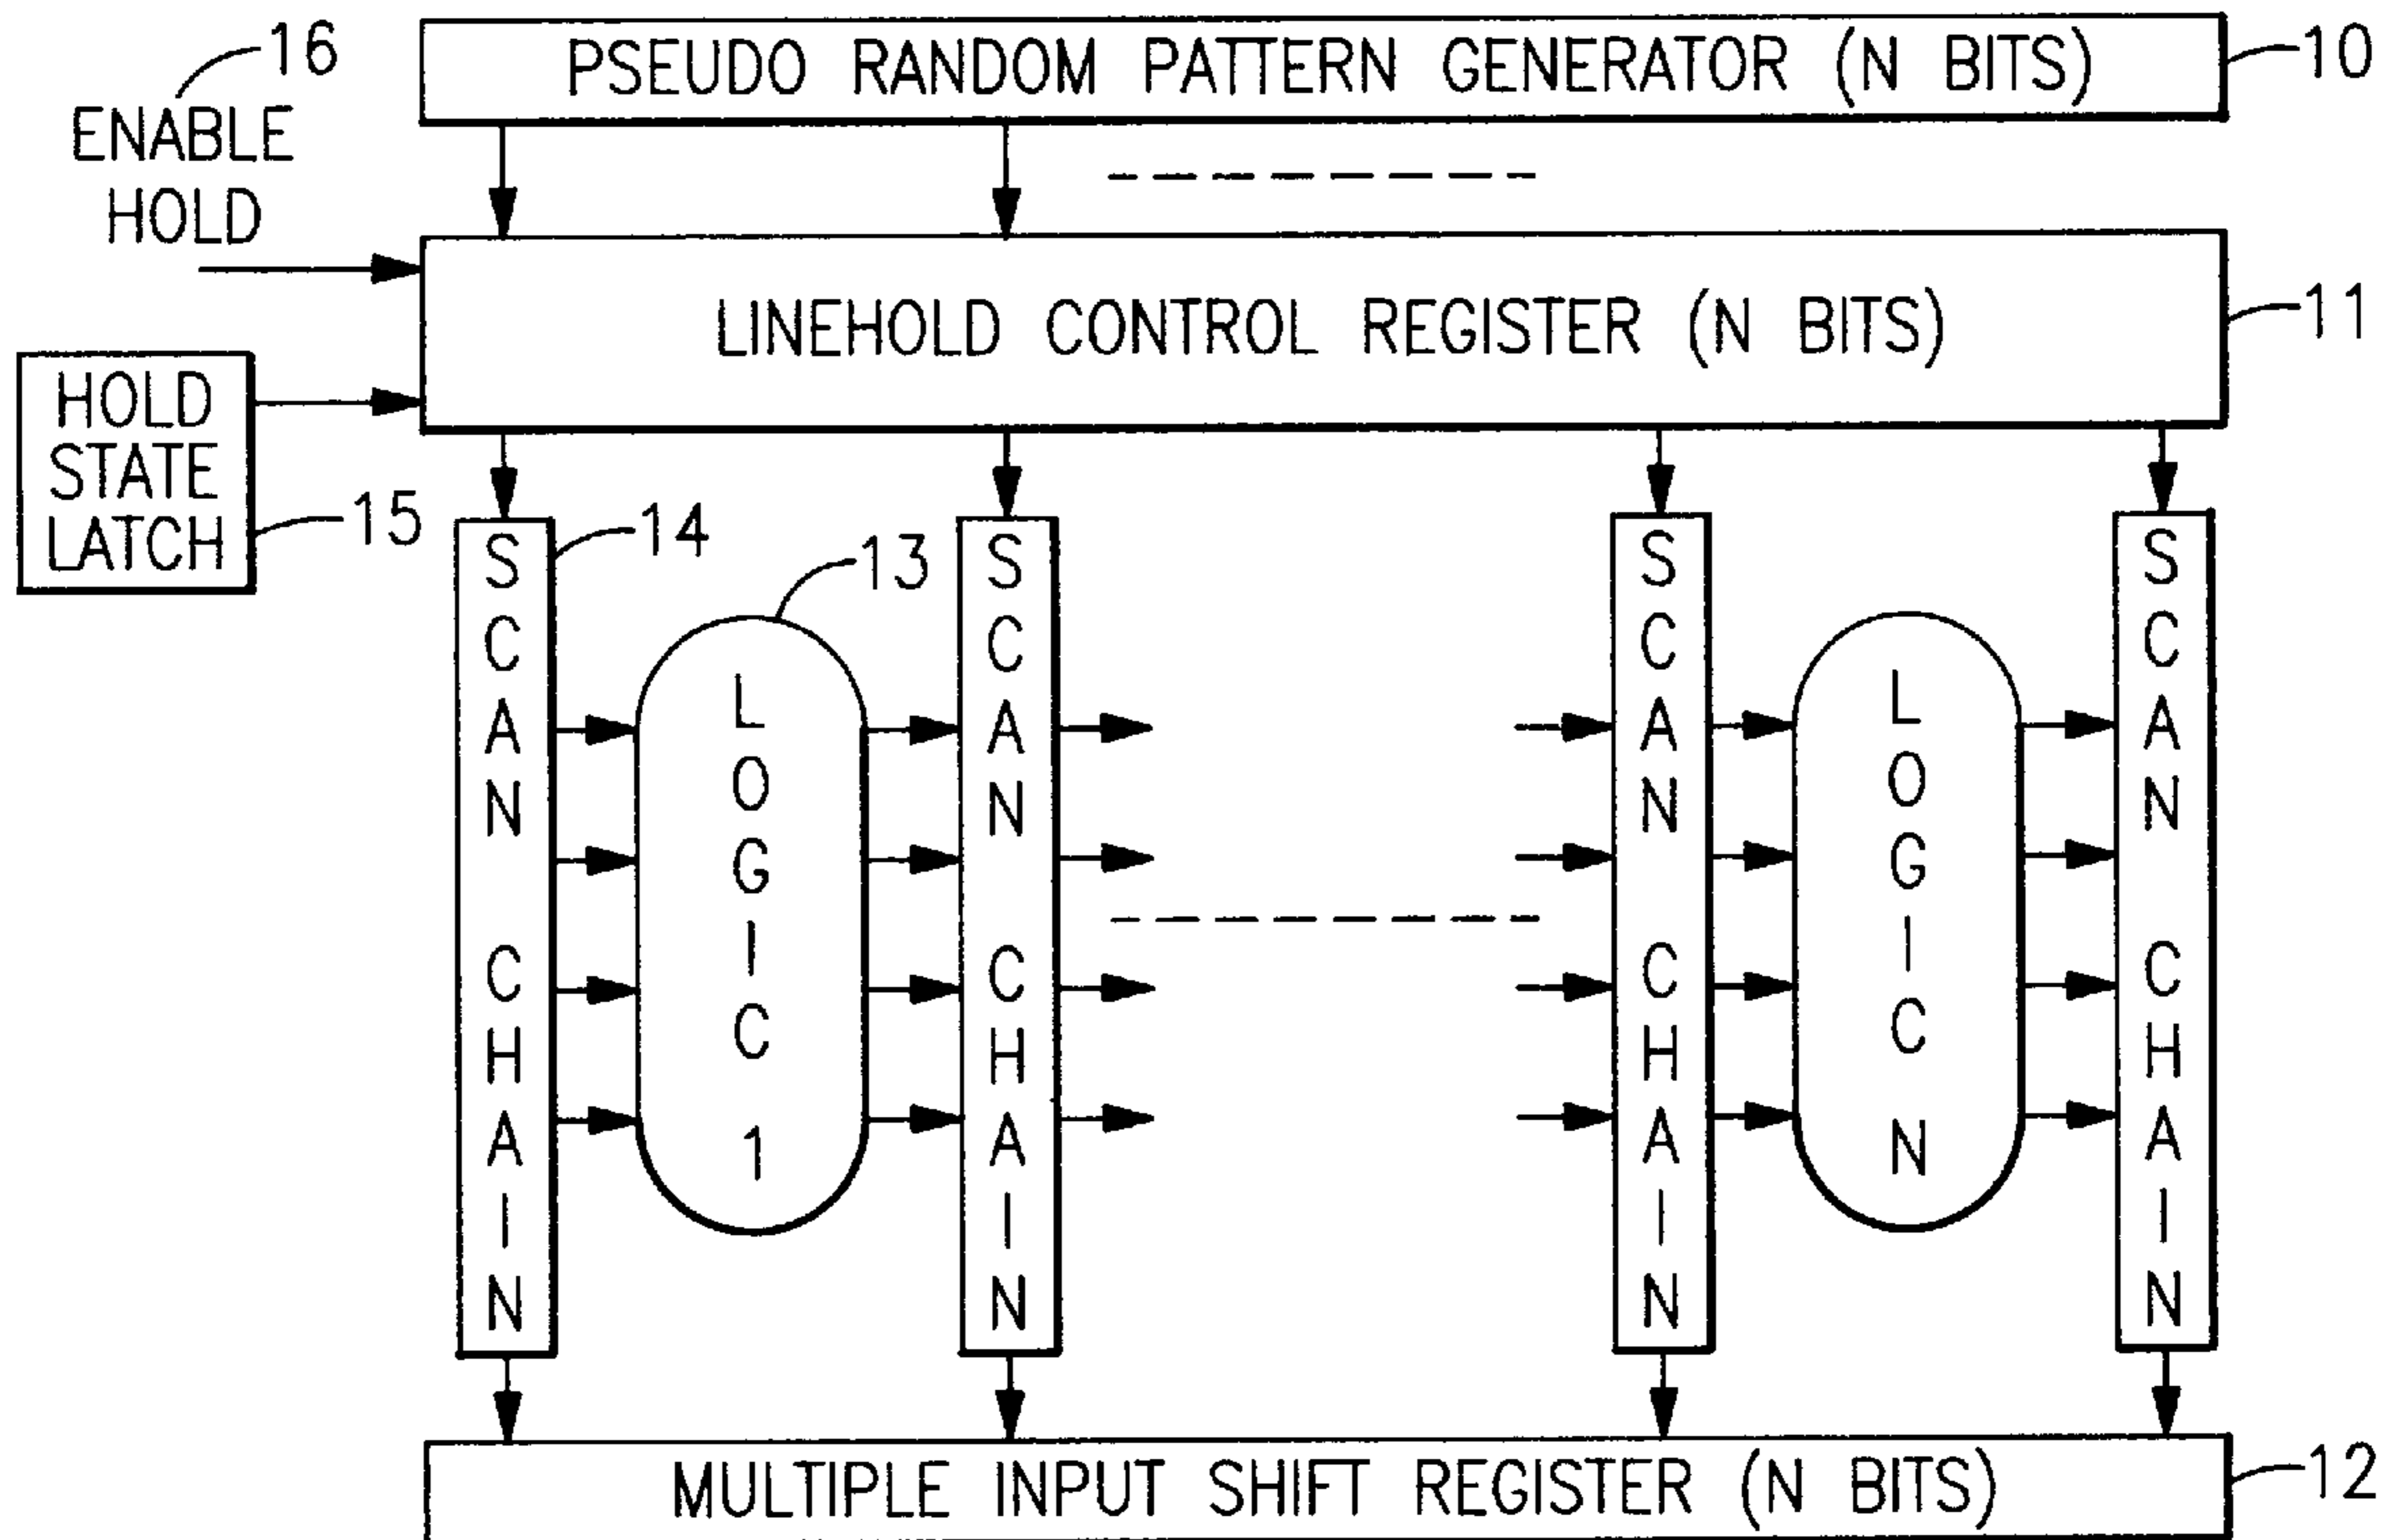 16
PSEUDO RANDOM PATTERN GENERATOR (N BITS)
10
ENABLE
HOLD
LINEHOLD CONTROL REGISTER (N BITS)
11
HOLD
STATE
LATCH
15
SCAN CHAIN
14
LOGIC 1
13
SCAN CHAIN
SCAN CHAIN
LOGIC N
SCAN CHAIN
MULTIPLE INPUT SHIFT REGISTER (N BITS)
12